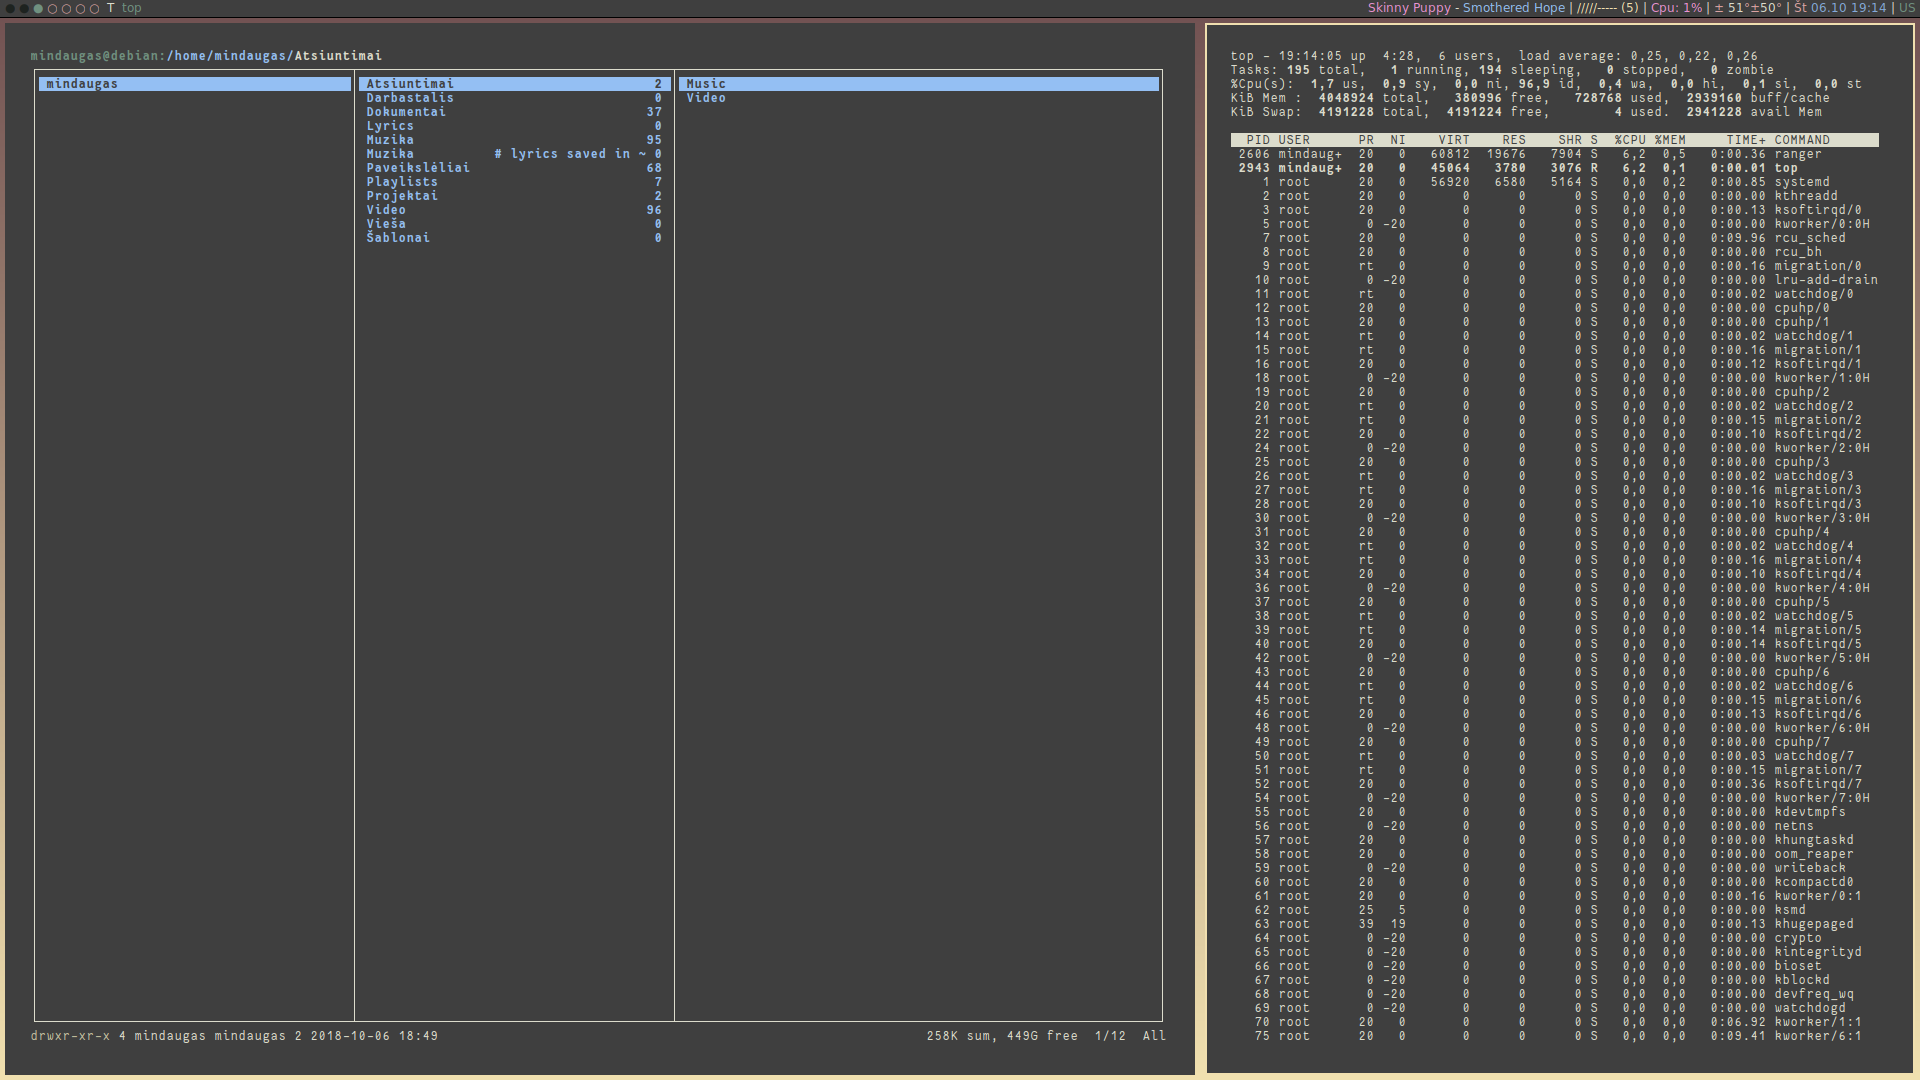 T top
Skinny Puppy - Smothered Hope | /////----- (5) | Cpu: 1% | ± 51°±50° | Št 06.10 19:14 | US
mindaugas@debian:/home/mindaugas/Atsiuntimai
mindaugas
Atsiuntimai 2
Darbastalis 0
Dokumentai 37
Lyrics 0
Muzika 95
Muzika # lyrics saved in ~ 0
Paveikslėliai 68
Playlists 7
Projektai 2
Video 96
Vieša 0
Šablonai 0
Music
Video
drwxr-xr-x 4 mindaugas mindaugas 2 2018-10-06 18:49
258K sum, 449G free 1/12 All
top - 19:14:05 up 4:28, 6 users, load average: 0,25, 0,22, 0,26
Tasks: 195 total, 1 running, 194 sleeping, 0 stopped, 0 zombie
%Cpu(s): 1,7 us, 0,9 sy, 0,0 ni, 96,9 id, 0,4 wa, 0,0 hi, 0,1 si, 0,0 st
KiB Mem : 4048924 total, 380996 free, 728768 used, 2939160 buff/cache
KiB Swap: 4191228 total, 4191224 free, 4 used. 2941228 avail Mem
PID USER PR NI VIRT RES SHR S %CPU %MEM TIME+ COMMAND
2606 mindaug+ 20 0 60812 19676 7904 S 6,2 0,5 0:00.36 ranger
2943 mindaug+ 20 0 45064 3780 3076 R 6,2 0,1 0:00.01 top
1 root 20 0 56920 6580 5164 S 0,0 0,2 0:00.85 systemd
2 root 20 0 0 0 0 S 0,0 0,0 0:00.00 kthreadd
3 root 20 0 0 0 0 S 0,0 0,0 0:00.13 ksoftirqd/0
5 root 0 -20 0 0 0 S 0,0 0,0 0:00.00 kworker/0:0H
7 root 20 0 0 0 0 S 0,0 0,0 0:09.96 rcu_sched
8 root 20 0 0 0 0 S 0,0 0,0 0:00.00 rcu_bh
9 root rt 0 0 0 0 S 0,0 0,0 0:00.16 migration/0
10 root 0 -20 0 0 0 S 0,0 0,0 0:00.00 lru-add-drain
11 root rt 0 0 0 0 S 0,0 0,0 0:00.02 watchdog/0
12 root 20 0 0 0 0 S 0,0 0,0 0:00.00 cpuhp/0
13 root 20 0 0 0 0 S 0,0 0,0 0:00.00 cpuhp/1
14 root rt 0 0 0 0 S 0,0 0,0 0:00.02 watchdog/1
15 root rt 0 0 0 0 S 0,0 0,0 0:00.16 migration/1
16 root 20 0 0 0 0 S 0,0 0,0 0:00.12 ksoftirqd/1
18 root 0 -20 0 0 0 S 0,0 0,0 0:00.00 kworker/1:0H
19 root 20 0 0 0 0 S 0,0 0,0 0:00.00 cpuhp/2
20 root rt 0 0 0 0 S 0,0 0,0 0:00.02 watchdog/2
21 root rt 0 0 0 0 S 0,0 0,0 0:00.15 migration/2
22 root 20 0 0 0 0 S 0,0 0,0 0:00.10 ksoftirqd/2
24 root 0 -20 0 0 0 S 0,0 0,0 0:00.00 kworker/2:0H
25 root 20 0 0 0 0 S 0,0 0,0 0:00.00 cpuhp/3
26 root rt 0 0 0 0 S 0,0 0,0 0:00.02 watchdog/3
27 root rt 0 0 0 0 S 0,0 0,0 0:00.16 migration/3
28 root 20 0 0 0 0 S 0,0 0,0 0:00.10 ksoftirqd/3
30 root 0 -20 0 0 0 S 0,0 0,0 0:00.00 kworker/3:0H
31 root 20 0 0 0 0 S 0,0 0,0 0:00.00 cpuhp/4
32 root rt 0 0 0 0 S 0,0 0,0 0:00.02 watchdog/4
33 root rt 0 0 0 0 S 0,0 0,0 0:00.16 migration/4
34 root 20 0 0 0 0 S 0,0 0,0 0:00.10 ksoftirqd/4
36 root 0 -20 0 0 0 S 0,0 0,0 0:00.00 kworker/4:0H
37 root 20 0 0 0 0 S 0,0 0,0 0:00.00 cpuhp/5
38 root rt 0 0 0 0 S 0,0 0,0 0:00.02 watchdog/5
39 root rt 0 0 0 0 S 0,0 0,0 0:00.14 migration/5
40 root 20 0 0 0 0 S 0,0 0,0 0:00.14 ksoftirqd/5
42 root 0 -20 0 0 0 S 0,0 0,0 0:00.00 kworker/5:0H
43 root 20 0 0 0 0 S 0,0 0,0 0:00.00 cpuhp/6
44 root rt 0 0 0 0 S 0,0 0,0 0:00.02 watchdog/6
45 root rt 0 0 0 0 S 0,0 0,0 0:00.15 migration/6
46 root 20 0 0 0 0 S 0,0 0,0 0:00.13 ksoftirqd/6
48 root 0 -20 0 0 0 S 0,0 0,0 0:00.00 kworker/6:0H
49 root 20 0 0 0 0 S 0,0 0,0 0:00.00 cpuhp/7
50 root rt 0 0 0 0 S 0,0 0,0 0:00.03 watchdog/7
51 root rt 0 0 0 0 S 0,0 0,0 0:00.15 migration/7
52 root 20 0 0 0 0 S 0,0 0,0 0:00.36 ksoftirqd/7
54 root 0 -20 0 0 0 S 0,0 0,0 0:00.00 kworker/7:0H
55 root 20 0 0 0 0 S 0,0 0,0 0:00.00 kdevtmpfs
56 root 0 -20 0 0 0 S 0,0 0,0 0:00.00 netns
57 root 20 0 0 0 0 S 0,0 0,0 0:00.00 khungtaskd
58 root 20 0 0 0 0 S 0,0 0,0 0:00.00 oom_reaper
59 root 0 -20 0 0 0 S 0,0 0,0 0:00.00 writeback
60 root 20 0 0 0 0 S 0,0 0,0 0:00.00 kcompactd0
61 root 20 0 0 0 0 S 0,0 0,0 0:00.16 kworker/0:1
62 root 25 5 0 0 0 S 0,0 0,0 0:00.00 ksmd
63 root 39 19 0 0 0 S 0,0 0,0 0:00.13 khugepaged
64 root 0 -20 0 0 0 S 0,0 0,0 0:00.00 crypto
65 root 0 -20 0 0 0 S 0,0 0,0 0:00.00 kintegrityd
66 root 0 -20 0 0 0 S 0,0 0,0 0:00.00 bioset
67 root 0 -20 0 0 0 S 0,0 0,0 0:00.00 kblockd
68 root 0 -20 0 0 0 S 0,0 0,0 0:00.00 devfreq_wq
69 root 0 -20 0 0 0 S 0,0 0,0 0:00.00 watchdogd
70 root 20 0 0 0 0 S 0,0 0,0 0:06.92 kworker/1:1
75 root 20 0 0 0 0 S 0,0 0,0 0:09.41 kworker/6:1